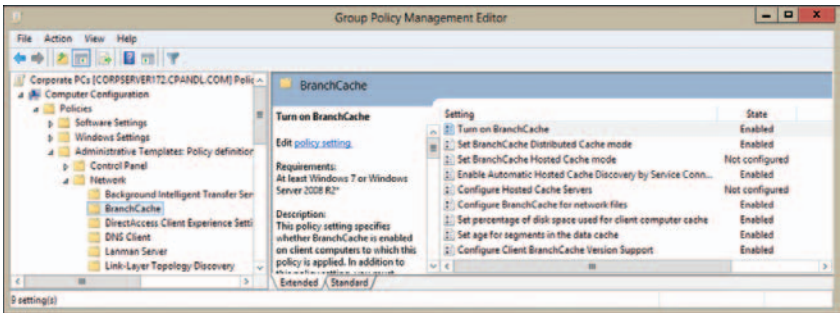 Group Policy Management Editor
File Action View Help
Corporate PCs [CORPSERVER172.CPANDL.COM] Polic
Computer Configuration
Policies
Software Settings
Windows Settings
Administrative Templates: Policy definition
Control Panel
Network
Background Intelligent Transfer Ser
BranchCache
DirectAccess Client Experience Setti
DNS Client
Lanman Server
Link-Layer Topology Discovery
BranchCache
Turn on BranchCache
Edit policy setting
Requirements:
At least Windows 7 or Windows
Server 2008 R2"
Description:
This policy setting specifies
whether BranchCache is enabled
on client computers to which this
policy is applied. In addition to
this policy setting, you must
Setting State
Turn on BranchCache Enabled
Set BranchCache Distributed Cache mode Enabled
Set BranchCache Hosted Cache mode Not configured
Enable Automatic Hosted Cache Discovery by Service Conn... Enabled
Configure Hosted Cache Servers Not configured
Configure BranchCache for network files Enabled
Set percentage of disk space used for client computer cache Enabled
Set age for segments in the data cache Enabled
Configure Client BranchCache Version Support Enabled
Extended Standard
9 setting(s)